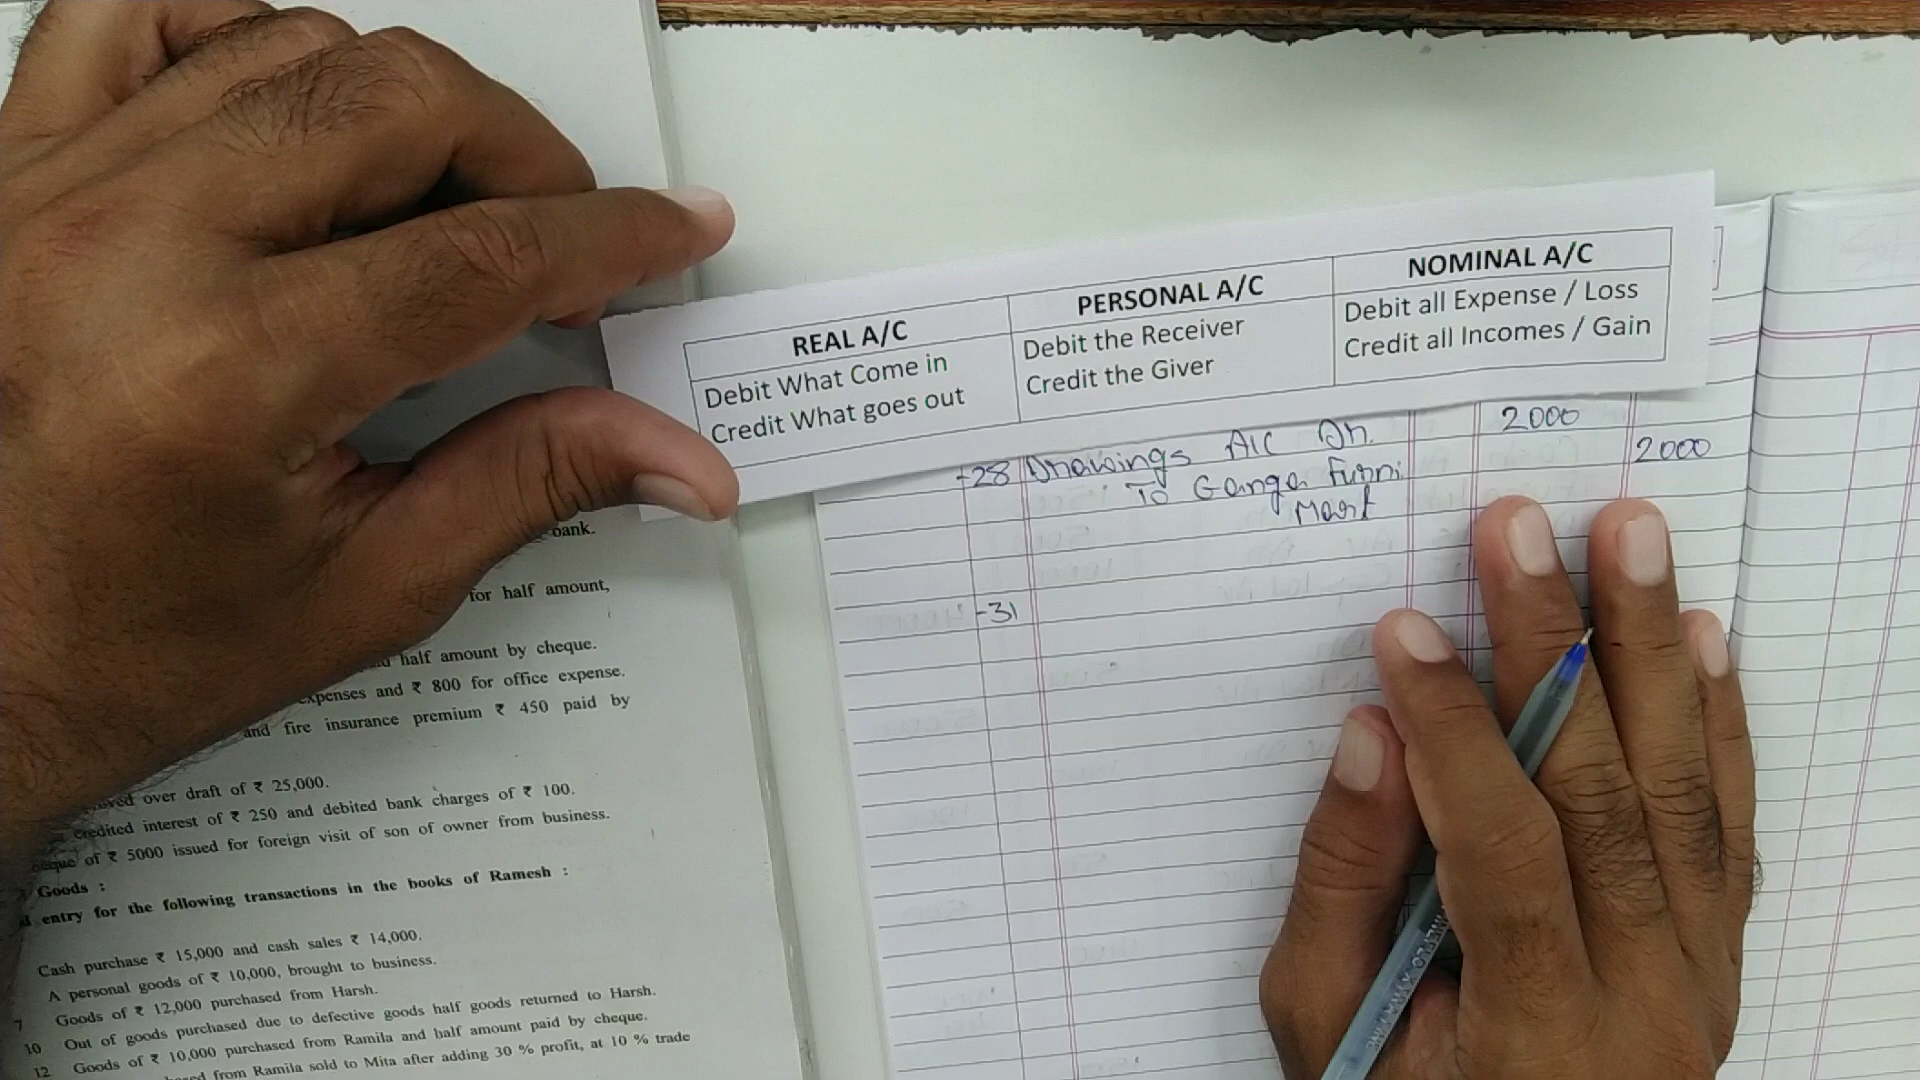 REAL A/C
PERSONAL A/C
NOMINAL A/C
Debit What Come in
Credit What goes out
Debit the Receiver
Credit the Giver
Debit all Expense / Loss
Credit all Incomes / Gain
-28 Drawings A/C Dr. 2000
To Ganga Furni. 2000
Mart
-31
bank.
for half amount,
half amount by cheque.
expenses and ₹ 800 for office expense.
and fire insurance premium ₹ 450 paid by
over draft of ₹ 25,000.
credited interest of ₹ 250 and debited bank charges of ₹ 100.
of ₹ 5000 issued for foreign visit of son of owner from business.
Goods :
entry for the following transactions in the books of Ramesh :
Cash purchase ₹ 15,000 and cash sales ₹ 14,000.
A personal goods of ₹ 10,000, brought to business.
7 Goods of ₹ 12,000 purchased from Harsh.
10 Out of goods purchased due to defective goods half goods returned to Harsh.
12 Goods of ₹ 10,000 purchased from Ramila and half amount paid by cheque.
from Ramila sold to Mita after adding 30 % profit, at 10 % trade